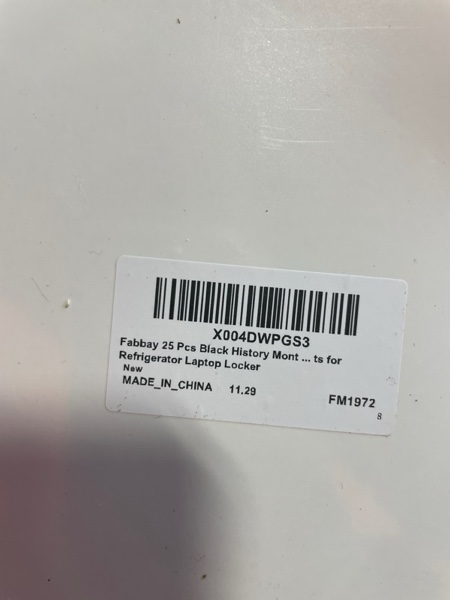 X004DWPGS3
Fabbay 25 Pcs Black History Mont ... ts for
Refrigerator Laptop Locker
New
MADE_IN_CHINA 11.29
FM1972
8